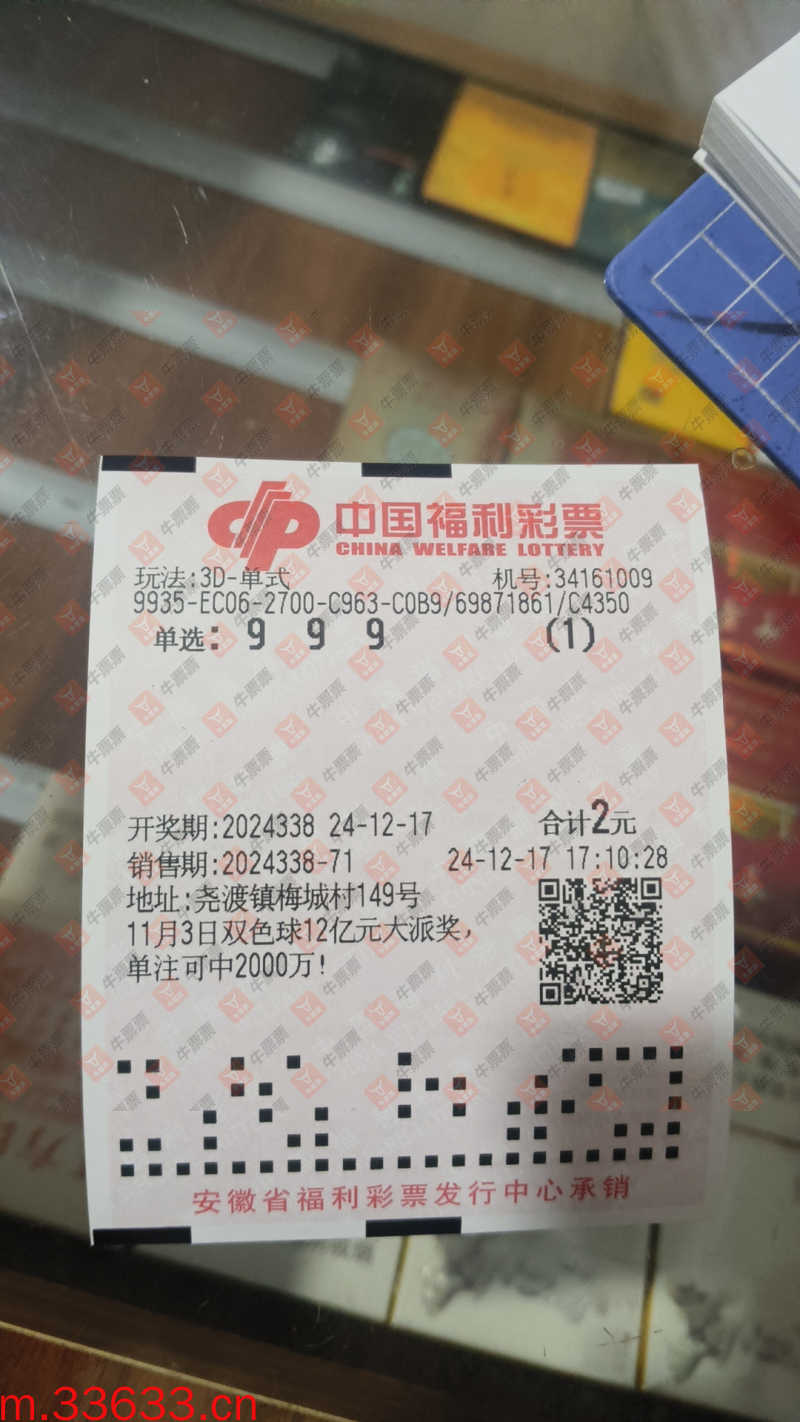 中国福利彩票
CHINA WELFARE LOTTERY
玩法:3D-单式 机号:34161009
9935-EC06-2700-C963-C0B9/69871861/C4350
单选: 9 9 9 (1)
开奖期:2024338 24-12-17 合计2元
销售期:2024338-71 24-12-17 17:10:28
地址:尧渡镇梅城村149号
11月3日双色球12亿元大派奖,
单注可中2000万!
安徽省福利彩票发行中心承销
牛票票
m.33633.cn